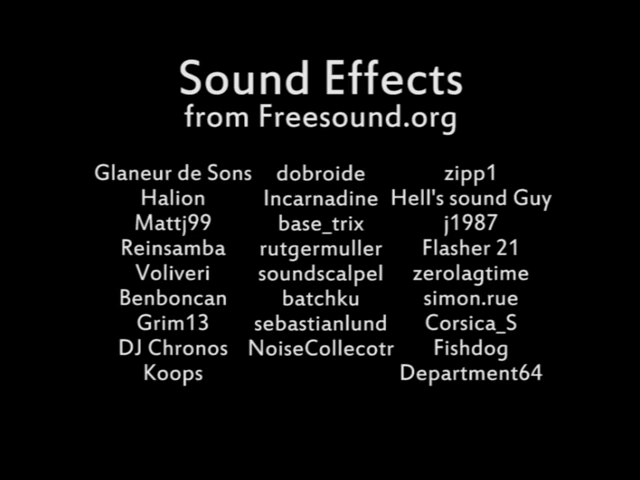 Sound Effects
from Freesound.org
Glaneur de Sons dobroide zipp1
Halion Incarnadine Hell's sound Guy
Mattj99 base_trix j1987
Reinsamba rutgermuller Flasher 21
Voliveri soundscalpel zerolagtime
Benboncan batchku simon.rue
Grim13 sebastianlund Corsica_S
DJ Chronos NoiseCollecotr Fishdog
Koops Department64